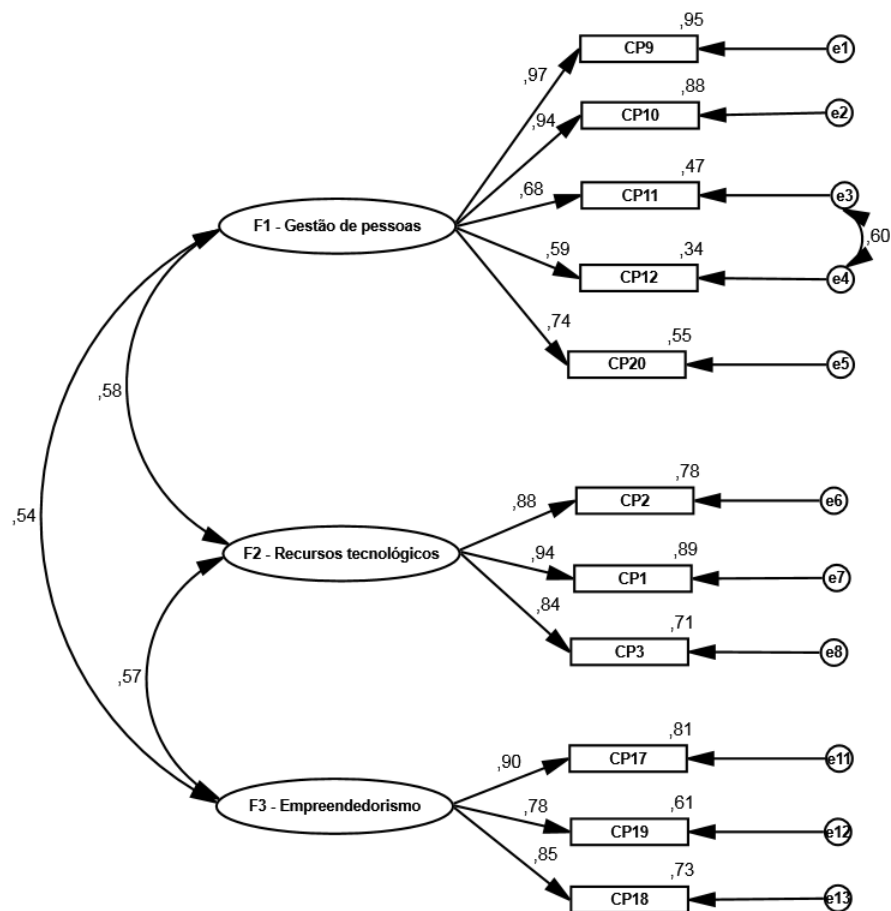 ,95
CP9
e1
,97
,88
CP10
e2
,94
,47
CP11
e3
,68
F1 - Gestão de pessoas
,60
,59
,34
CP12
e4
,74
,55
CP20
e5
,58
,54
,78
CP2
e6
,88
F2 - Recursos tecnológicos
,94
,89
CP1
e7
,84
,71
CP3
e8
,57
,81
CP17
e11
,90
F3 - Empreendedorismo
,78
,61
CP19
e12
,85
,73
CP18
e13